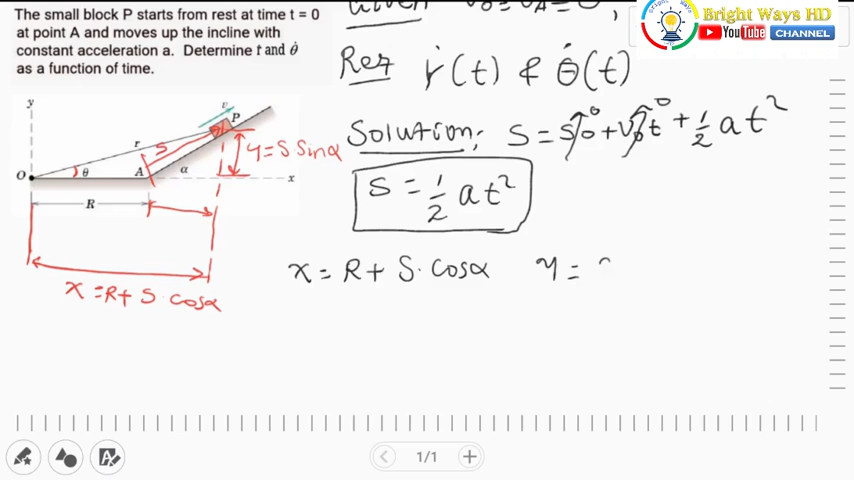 The small block P starts from rest at time t = 0
at point A and moves up the incline with
constant acceleration a. Determine ṙ and θ̇
as a function of time.
Bright Ways HD
YouTube CHANNEL
Req ṙ(t) & θ̇(t)
Solution; S = S₀ + V₀t + 1/2 at²
0 0
S = 1/2 at²
x = R + S. cosα y =
y
υ
P
r
S
y = S Sinα
O
θ
A
α
x
R
x = R + S. cosα
1/1